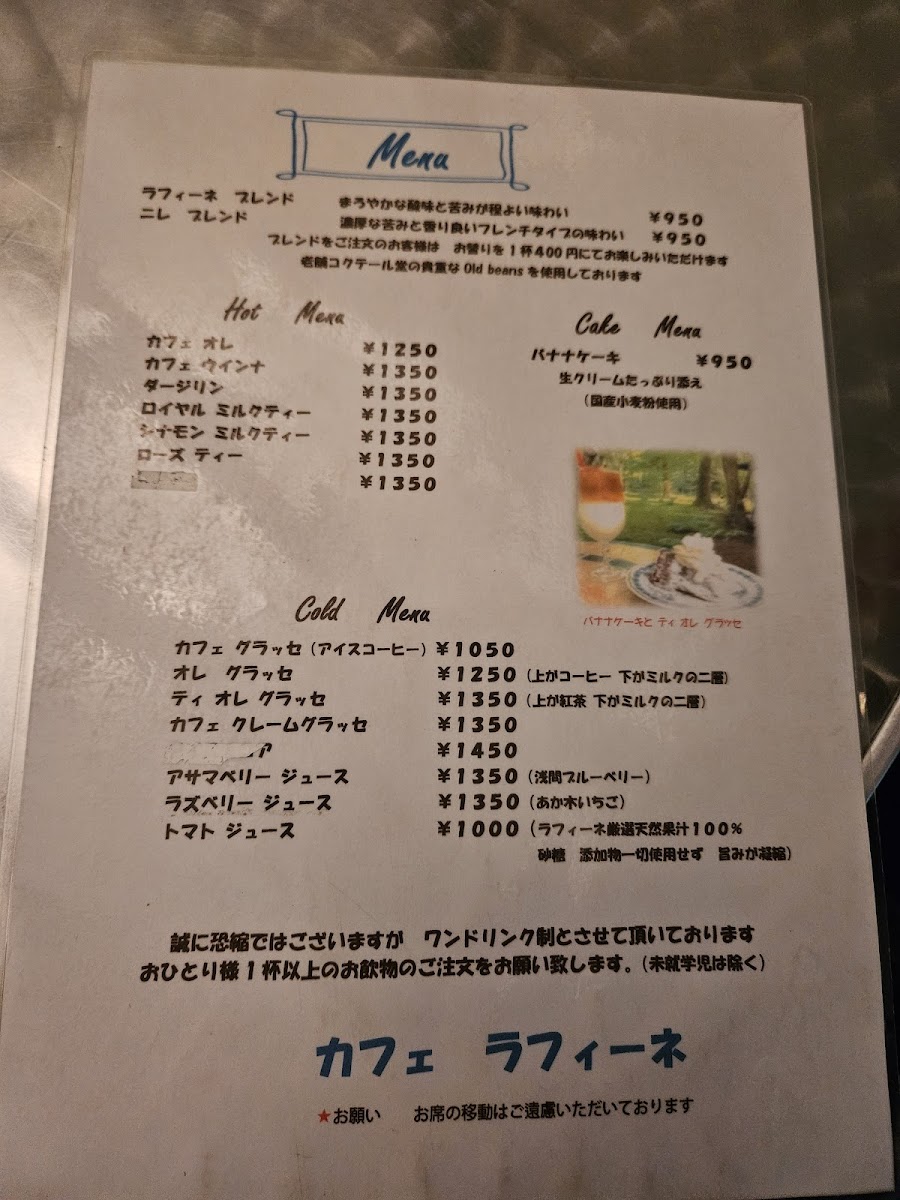 Menu
ラフィーネ ブレンド まろやかな酸味と苦みが程よい味わい ￥950
ニレ ブレンド 濃厚な苦みと香り良いフレンチタイプの味わい ￥950
ブレンドをご注文のお客様は お替りを1杯400円にてお楽しみいただけます
老舗コクテール堂の貴重な Old beans を使用しております
Hot Menu
カフェ オレ ￥1250
カフェ ウインナ ￥1350
ダージリン ￥1350
ロイヤル ミルクティー ￥1350
シナモン ミルクティー ￥1350
ローズ ティー ￥1350
￥1350
Cake Menu
バナナケーキ ￥950
生クリームたっぷり添え
(国産小麦粉使用)
バナナケーキと ティ オレ グラッセ
Cold Menu
カフェ グラッセ (アイスコーヒー) ￥1050
オレ グラッセ ￥1250 (上がコーヒー 下がミルクの二層)
ティ オレ グラッセ ￥1350 (上が紅茶 下がミルクの二層)
カフェ クレームグラッセ ￥1350
￥1450
アサマベリー ジュース ￥1350 (浅間ブルーベリー)
ラズベリー ジュース ￥1350 (あか木いちご)
トマト ジュース ￥1000 (ラフィーネ厳選天然果汁100%
砂糖 添加物一切使用せず 旨みが凝縮)
誠に恐縮ではございますが ワンドリンク制とさせて頂いております
おひとり様1杯以上のお飲物のご注文をお願い致します。(未就学児は除く)
カフェ ラフィーネ
★お願い お席の移動はご遠慮いただいております